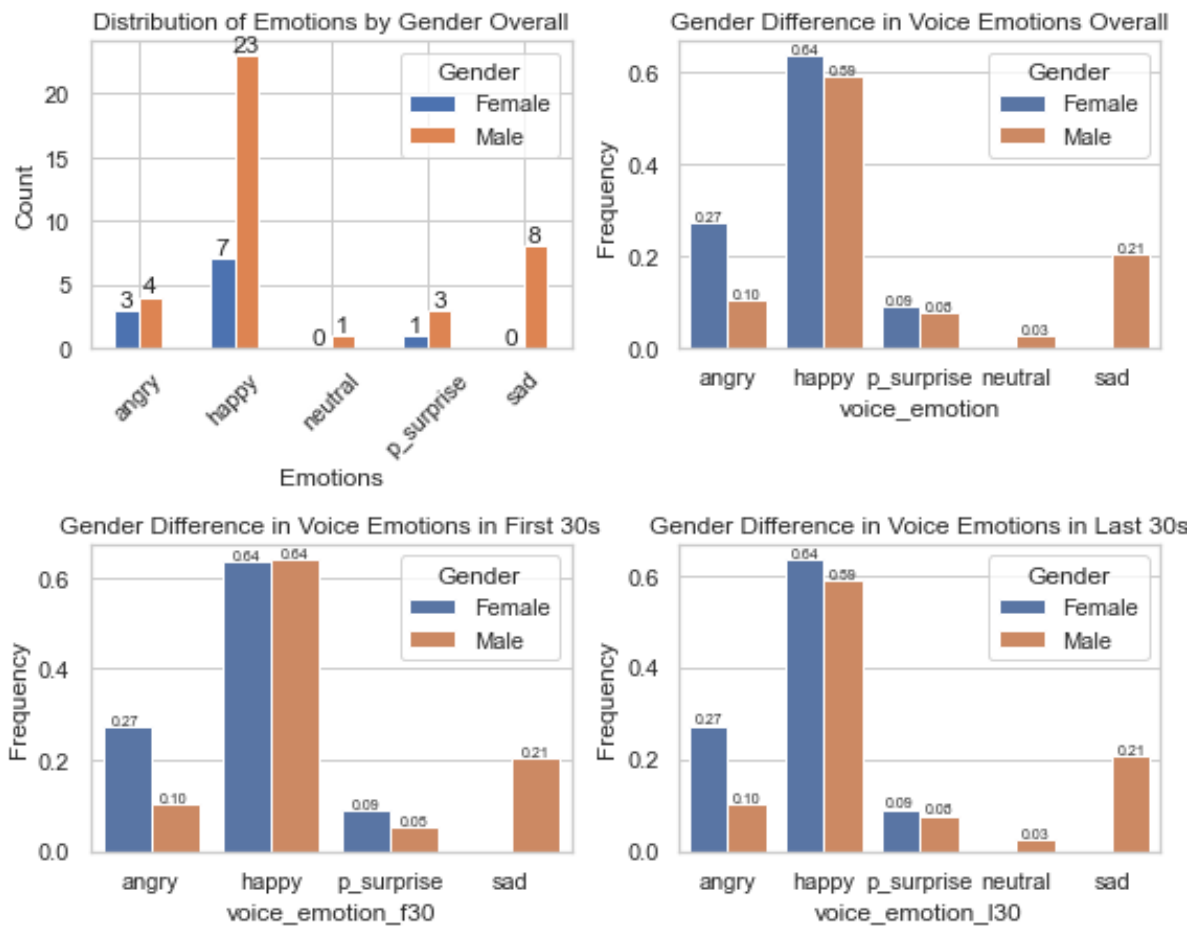 Distribution of Emotions by Gender Overall
23
20
15
10
5
0
Count
3
4
7
0
1
1
3
0
8
Gender
Female
Male
angry
happy
neutral
p_surprise
sad
Emotions
Gender Difference in Voice Emotions Overall
0.6
0.4
0.2
0.0
Frequency
0.27
0.10
0.64
0.59
0.09
0.08
0.03
0.21
Gender
Female
Male
angry
happy
p_surprise
neutral
sad
voice_emotion
Gender Difference in Voice Emotions in First 30s
0.6
0.4
0.2
0.0
Frequency
0.27
0.10
0.64
0.64
0.09
0.05
0.21
Gender
Female
Male
angry
happy
p_surprise
sad
voice_emotion_f30
Gender Difference in Voice Emotions in Last 30s
0.6
0.4
0.2
0.0
Frequency
0.27
0.10
0.64
0.59
0.09
0.08
0.03
0.21
Gender
Female
Male
angry
happy
p_surprise
neutral
sad
voice_emotion_l30